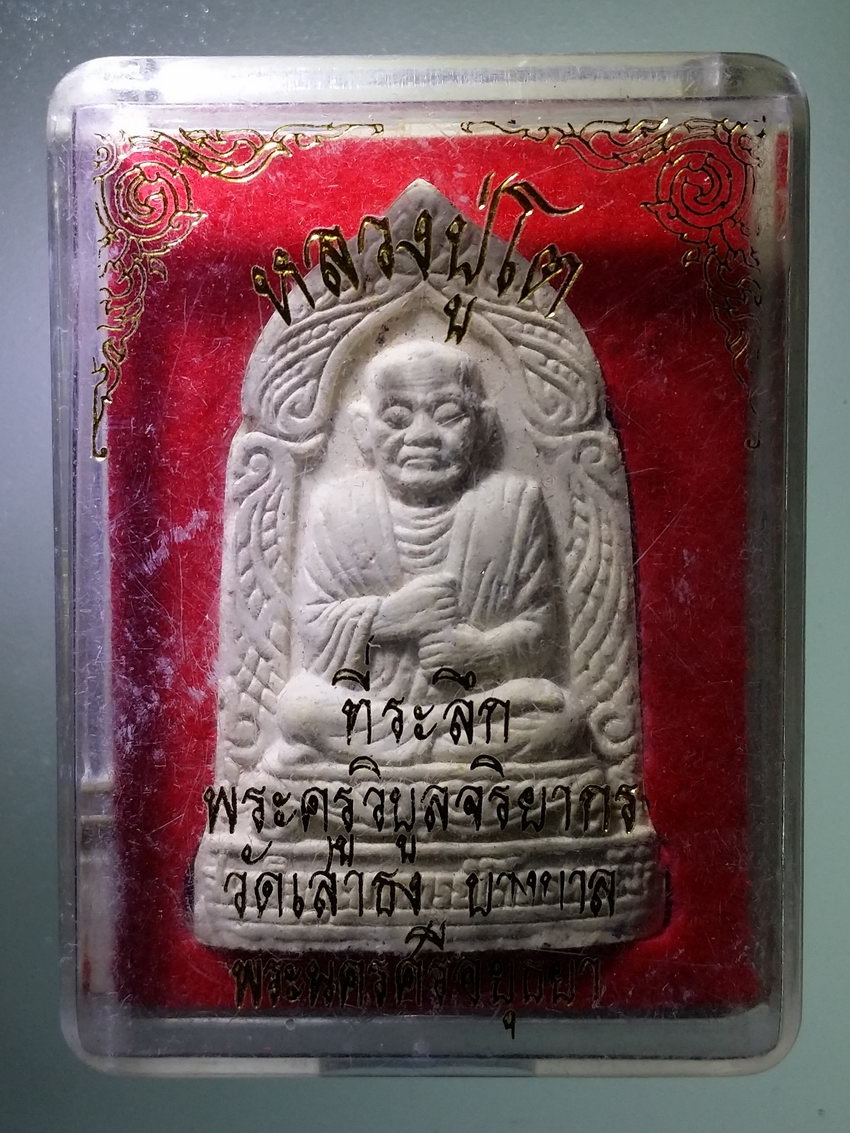 หลวงปู่โต
ที่ระลึก
พระครูวิบูลจริยากร
วัดเสาธง บางบาล
พระนครศรีอยุธยา